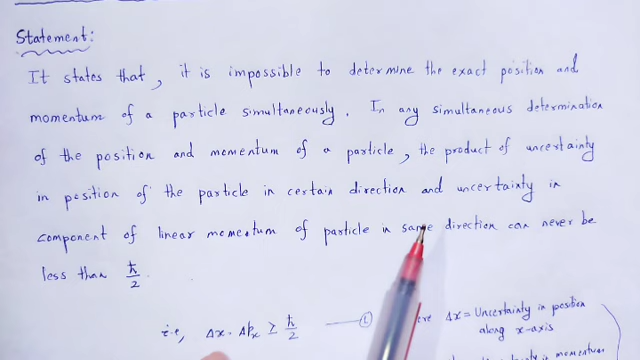 Statement:
It states that, it is impossible to determine the exact position and
momentum of a particle simultaneously. In any simultaneous determination
of the position and momentum of a particle, the product of uncertainty
in position of the particle in certain direction and uncertainty in
component of linear momentum of particle in same direction can never be
less than ℏ/2.
i.e., Δx · Δpₓ ≥ ℏ/2 —— ① Δx = Uncertainty in position
along x-axis
in momentum